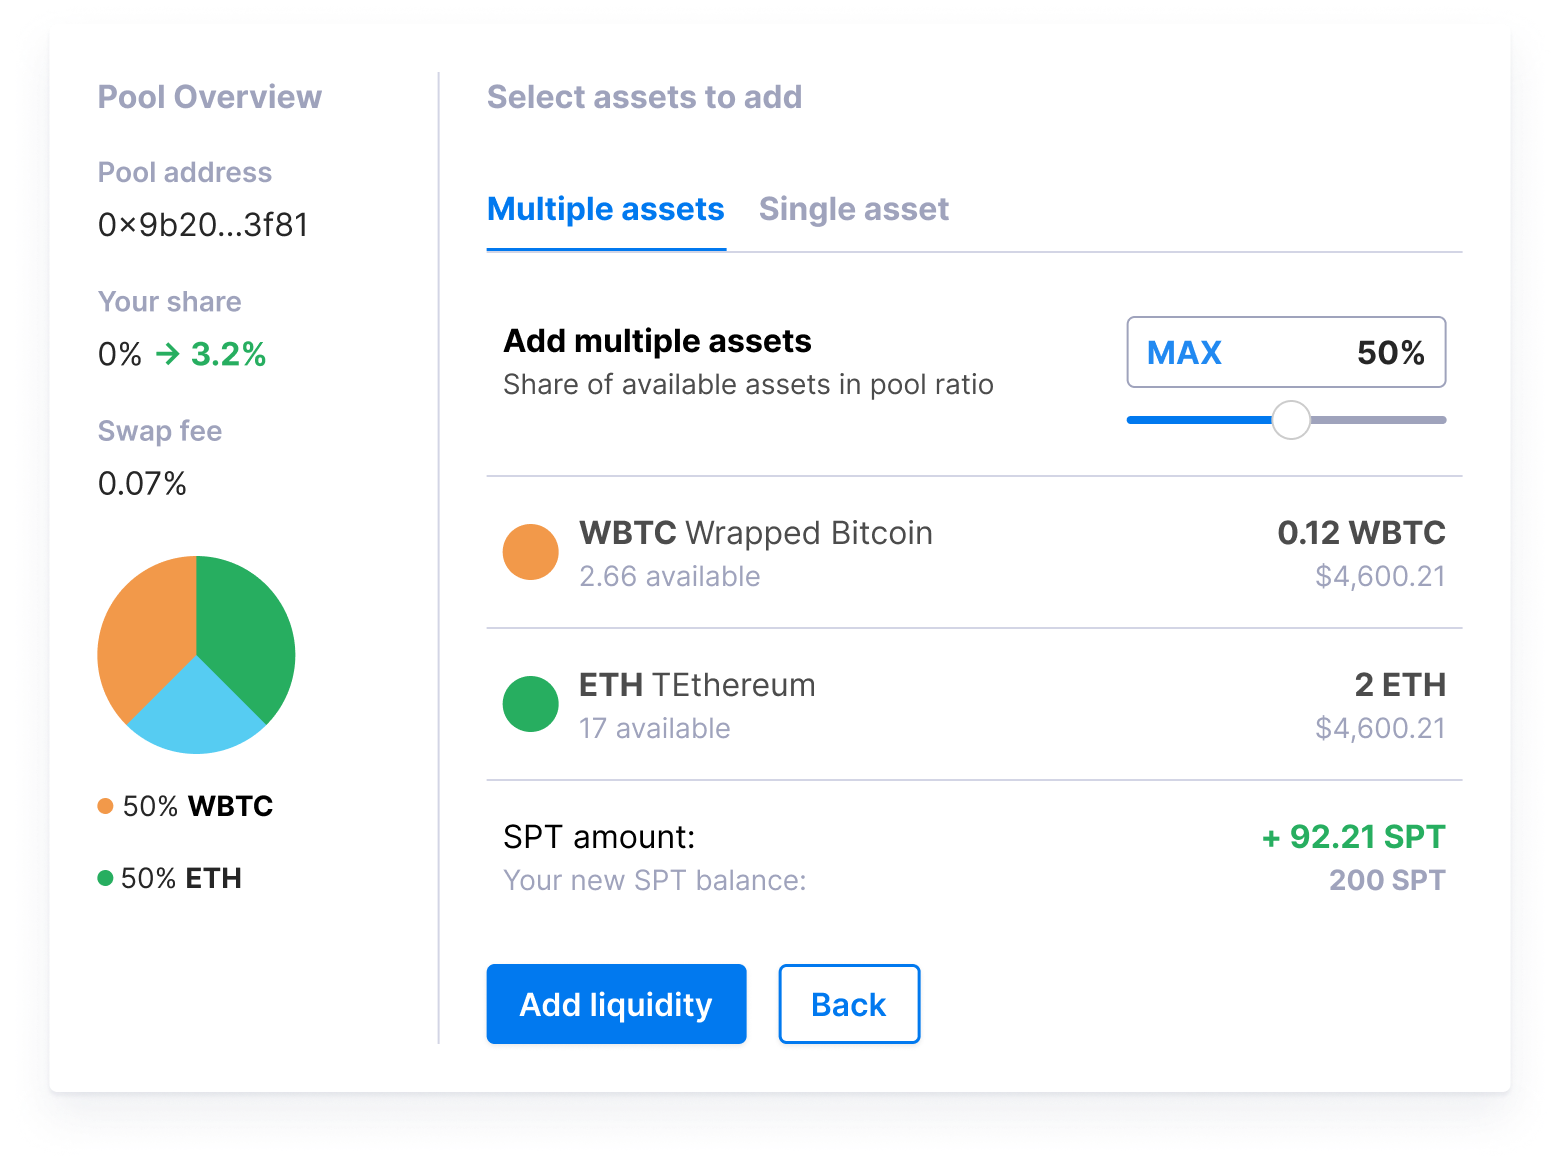 Pool Overview
Pool address
0×9b20...3f81
Your share
0% → 3.2%
Swap fee
0.07%
50% WBTC
50% ETH
Select assets to add
Multiple assets Single asset
Add multiple assets
Share of available assets in pool ratio
MAX 50%
WBTC Wrapped Bitcoin 0.12 WBTC
2.66 available $4,600.21
ETH TEthereum 2 ETH
17 available $4,600.21
SPT amount: + 92.21 SPT
Your new SPT balance: 200 SPT
Add liquidity Back